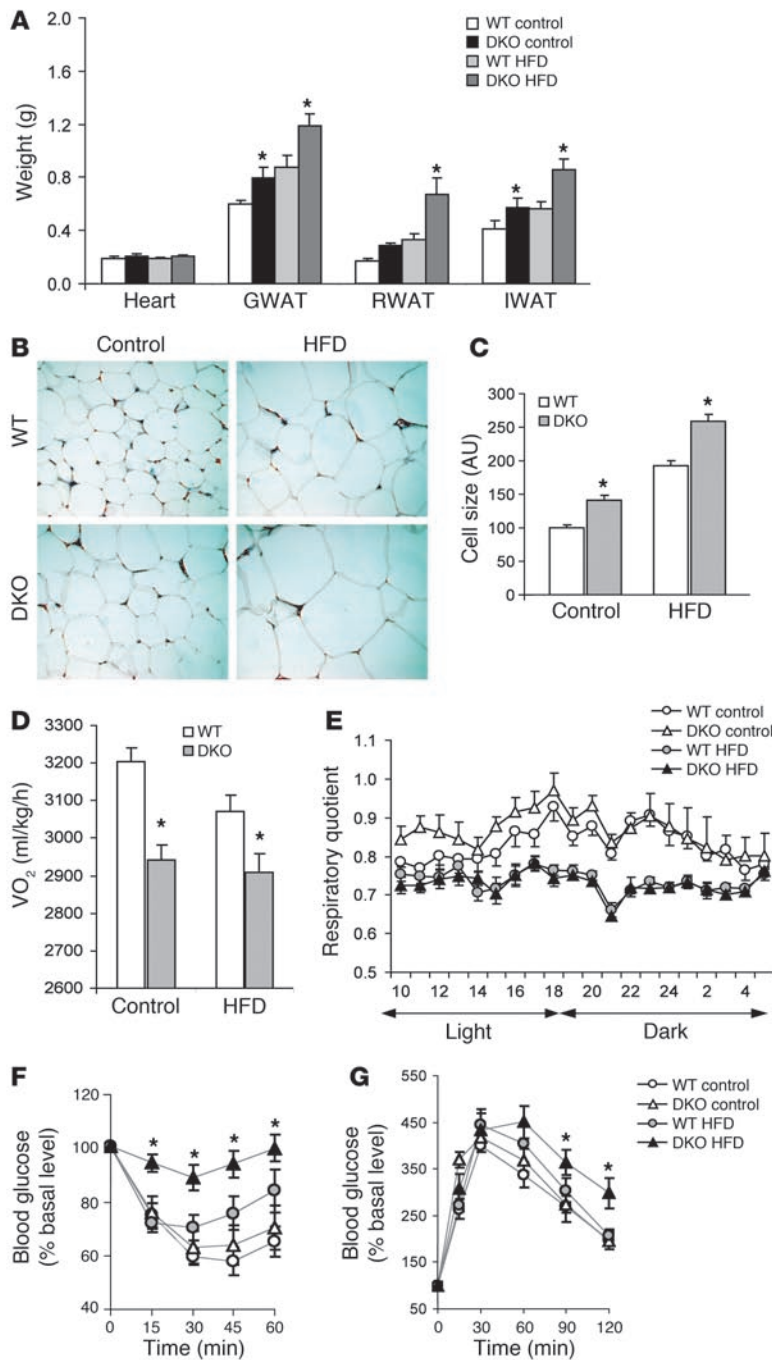 A
WT control
DKO control
WT HFD
DKO HFD
Weight (g)
2.0
1.6
1.2
0.8
0.4
0.0
*
*
*
*
*
Heart GWAT RWAT IWAT
B
Control HFD
WT
DKO
C
WT
DKO
Cell size (AU)
300
250
200
150
100
50
0
*
*
Control HFD
D
WT
DKO
VO2 (ml/kg/h)
3300
3200
3100
3000
2900
2800
2700
2600
*
*
Control HFD
E
WT control
DKO control
WT HFD
DKO HFD
Respiratory quotient
1.1
1.0
0.9
0.8
0.7
0.6
0.5
10 12 14 16 18 20 22 24 2 4
Light Dark
F
Blood glucose
(% basal level)
120
100
80
60
40
* * * *
0 15 30 45 60
Time (min)
G
WT control
DKO control
WT HFD
DKO HFD
Blood glucose
(% basal level)
550
450
350
250
150
50
* *
0 30 60 90 120
Time (min)